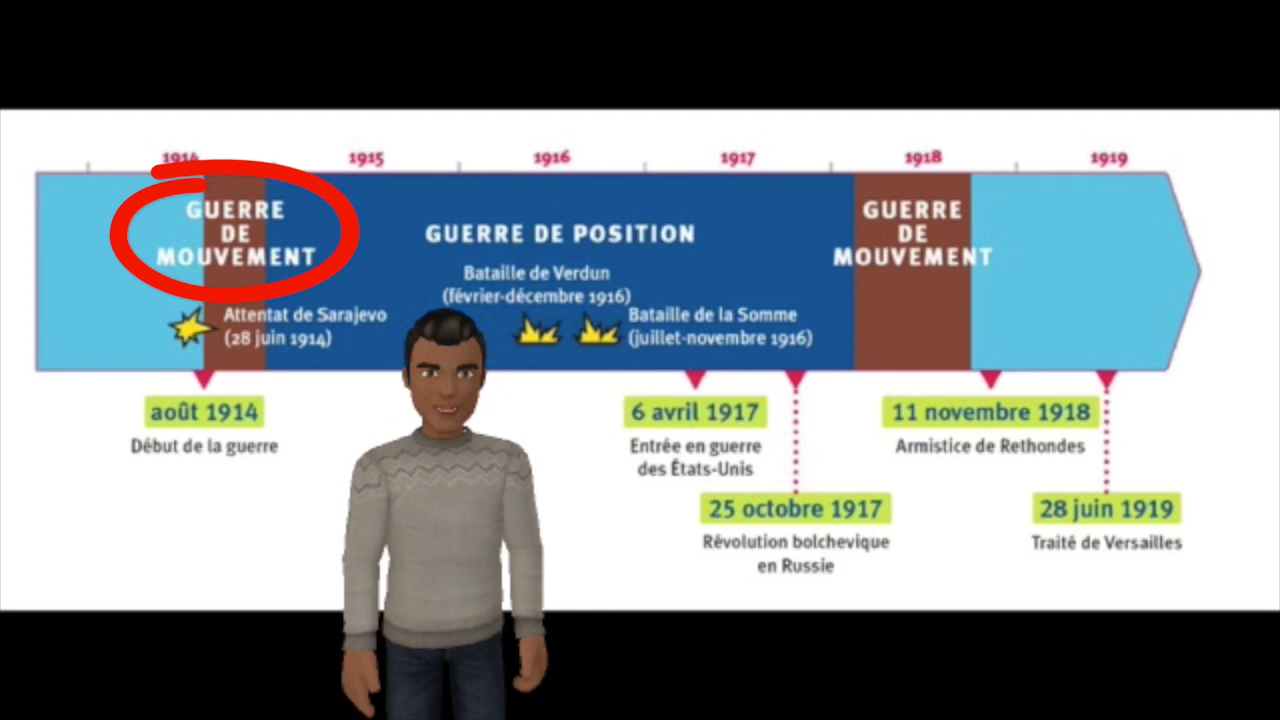 1914 1915 1916 1917 1918 1919
GUERRE
DE
MOUVEMENT
GUERRE DE POSITION
GUERRE
DE
MOUVEMENT
Bataille de Verdun
(février-décembre 1916)
Attentat de Sarajevo
(28 juin 1914)
Bataille de la Somme
(juillet-novembre 1916)
août 1914
Début de la guerre
6 avril 1917
Entrée en guerre
des États-Unis
11 novembre 1918
Armistice de Rethondes
25 octobre 1917
Révolution bolchevique
en Russie
28 juin 1919
Traité de Versailles